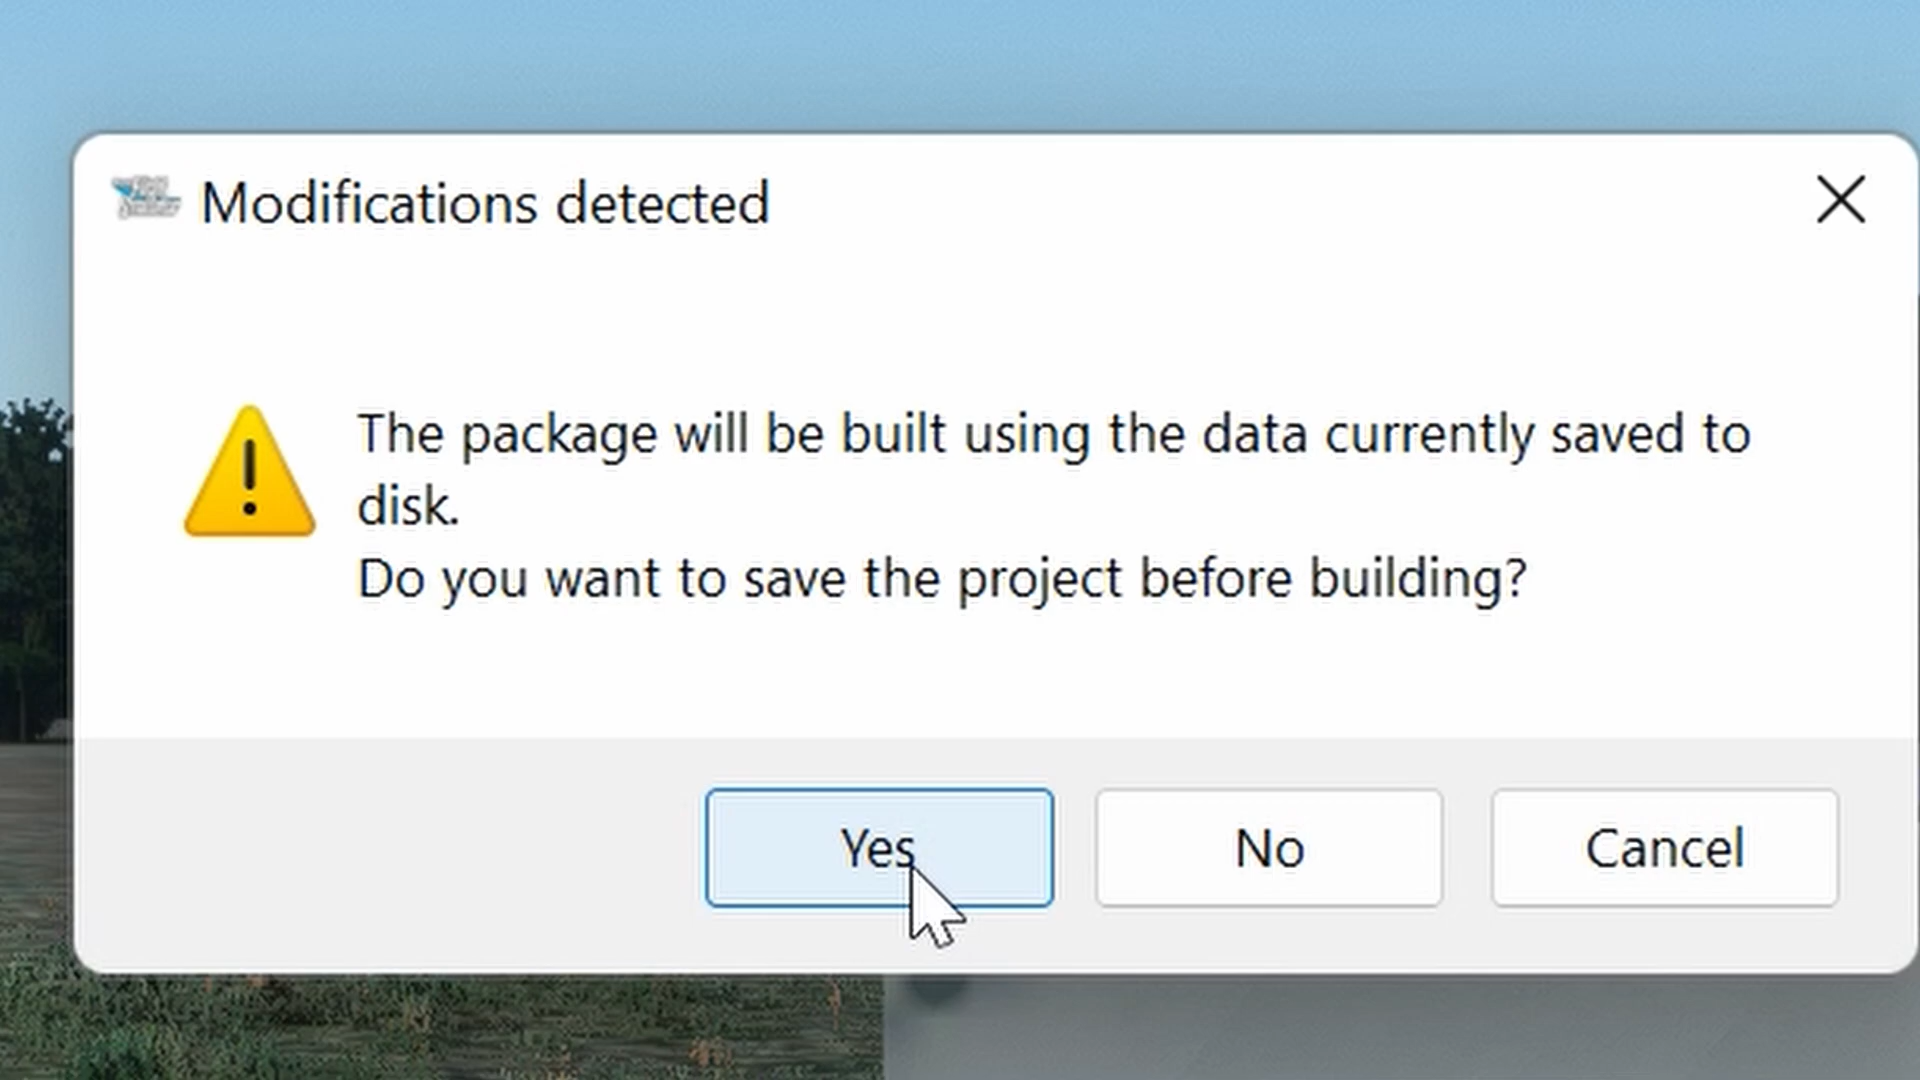 Modifications detected
The package will be built using the data currently saved to
disk.
Do you want to save the project before building?
Yes
No
Cancel